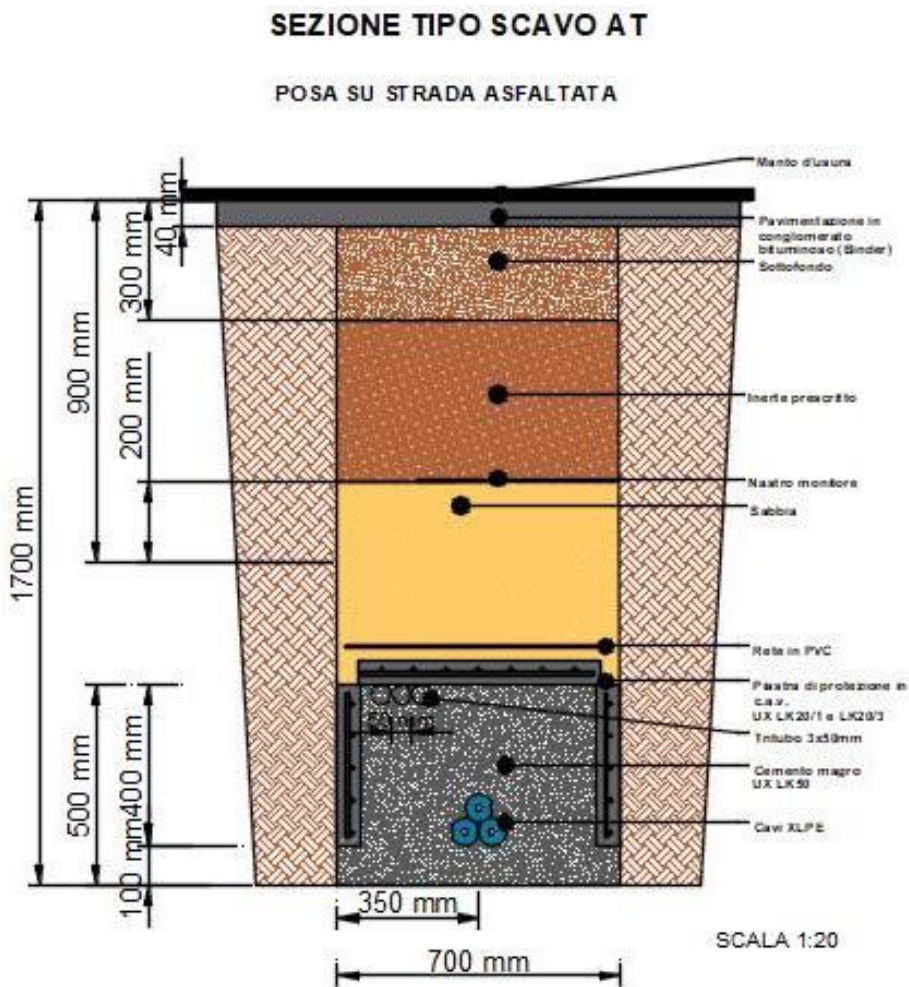 SEZIONE TIPO SCAVO AT
POSA SU STRADA ASFALTATA
Manto d'usura
Pavimentazione in
conglomerato
bituminoso (Binder)
Sottofondo
Inerte prescritto
Nastro monitore
Sabbia
Rete in PVC
Piastra di protezione in
c.a.v.
UX LK20/1 e LK20/3
Tritubo 3x50mm
Cemento magro
UX LK50
Cavi XLPE
40 mm
300 mm
900 mm
200 mm
1700 mm
500 mm
400 mm
100 mm
350 mm
700 mm
SCALA 1:20